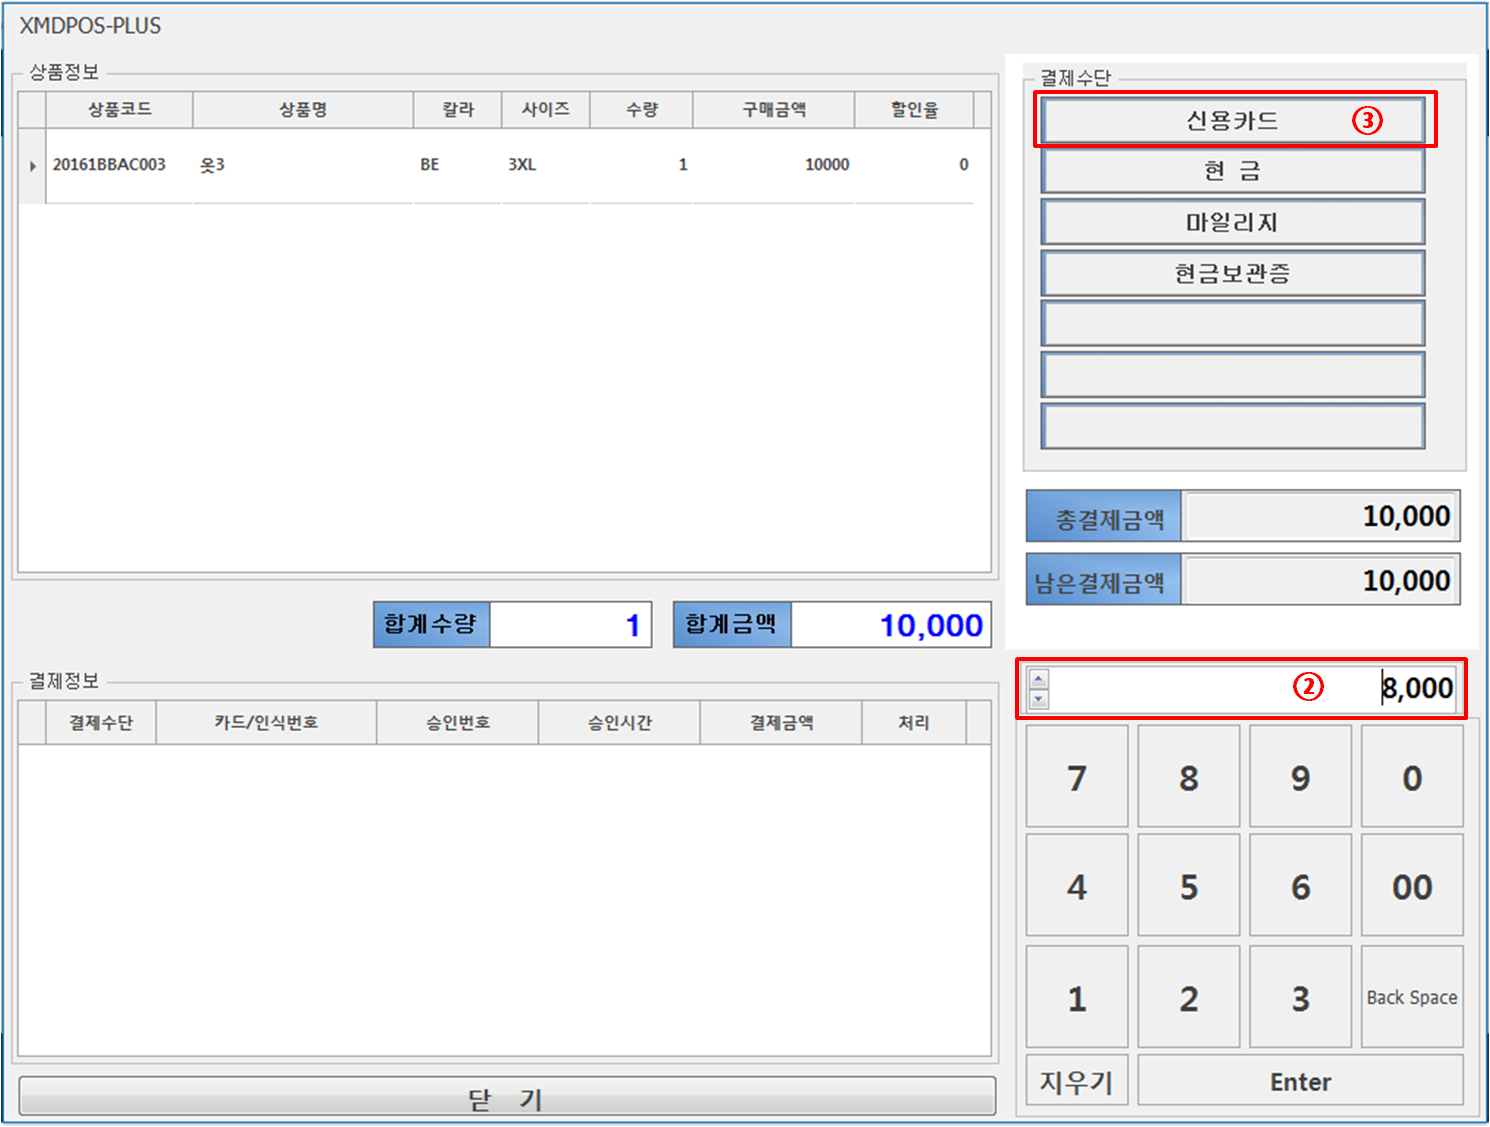 XMDPOS-PLUS
상품정보
상품코드 상품명 칼라 사이즈 수량 구매금액 할인율
20161BBAC003 옷3 BE 3XL 1 10000 0
합계수량 1 합계금액 10,000
결제정보
결제수단 카드/인식번호 승인번호 승인시간 결제금액 처리
닫 기
결제수단
신용카드 ③
현 금
마일리지
현금보관증
총결제금액 10,000
남은결제금액 10,000
② 8,000
7 8 9 0
4 5 6 00
1 2 3 Back Space
지우기 Enter